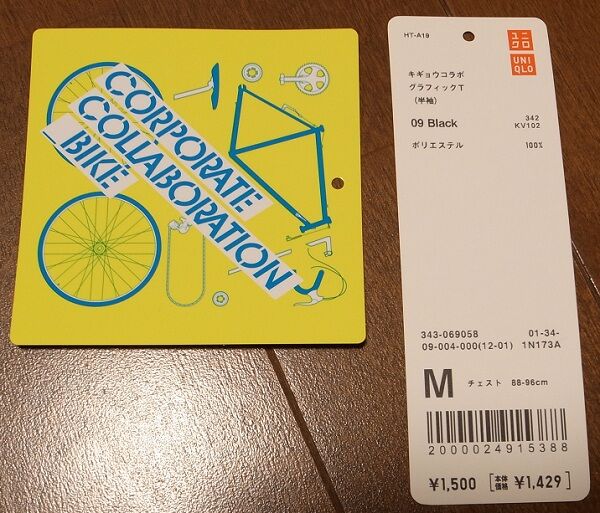 CORPORATE
COLLABORATION
BIKE
HT-A19
ユニ
クロ
UNI
QLO
キギョウコラボ
グラフィックT
(半袖)
09 Black
342
KV102
ポリエステル 100%
343-069058 01-34-
09-004-000(12-01) 1N173A
M チェスト 88-96cm
2000024915388
¥1,500 [本体価格 ¥1,429]